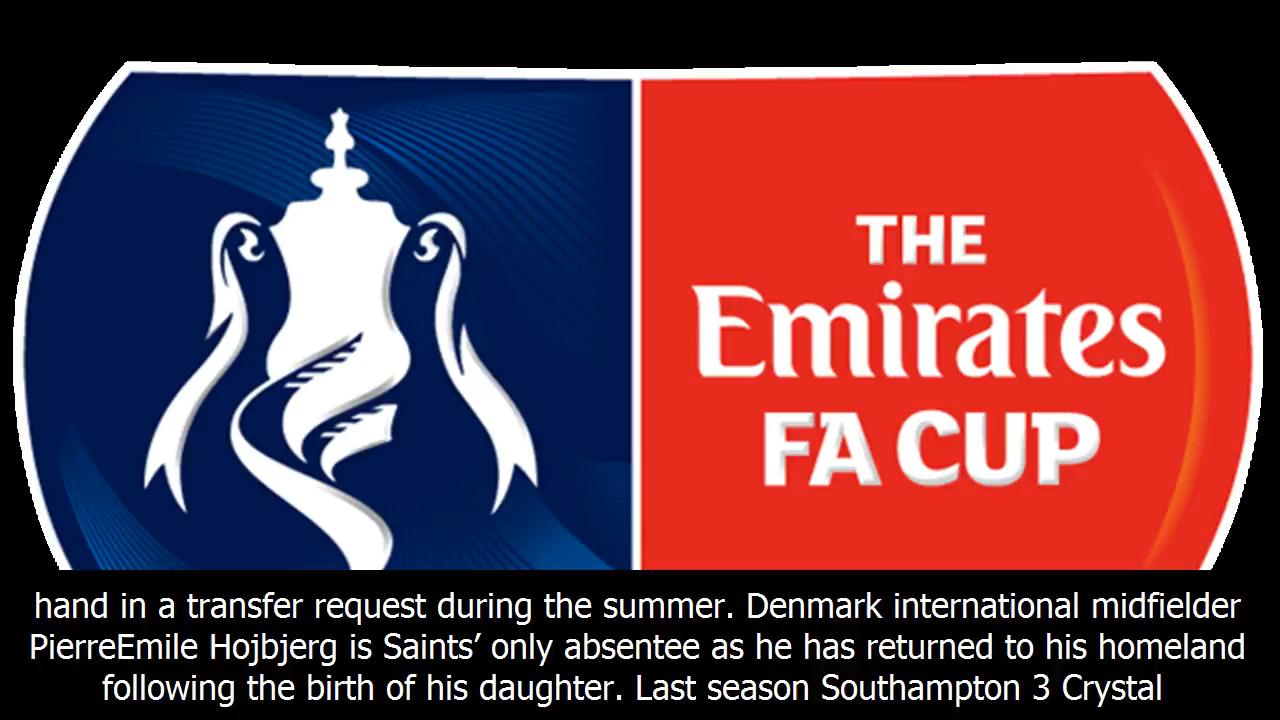 THE
Emirates
FA CUP
hand in a transfer request during the summer. Denmark international midfielder
PierreEmile Hojbjerg is Saints’ only absentee as he has returned to his homeland
following the birth of his daughter. Last season Southampton 3 Crystal